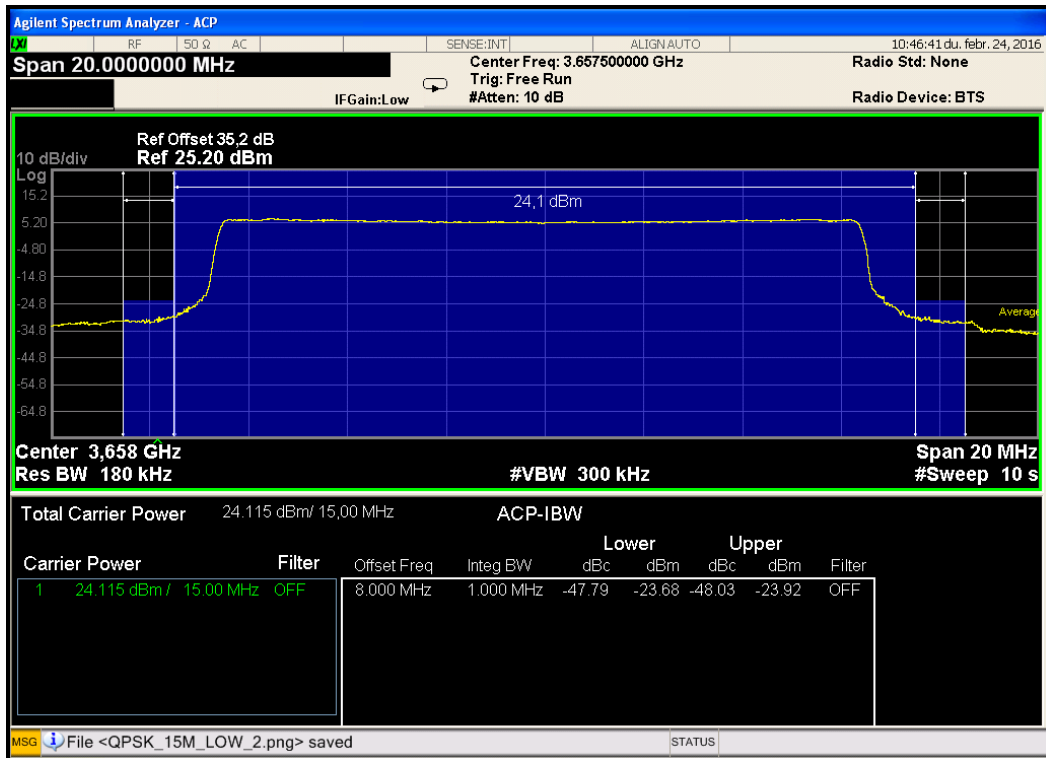 Agilent Spectrum Analyzer - ACP
LXI RF 50 Ω AC SENSE:INT ALIGN AUTO 10:46:41 du. febr. 24, 2016
Span 20.0000000 MHz Center Freq: 3.657500000 GHz Radio Std: None
Trig: Free Run
IFGain:Low #Atten: 10 dB Radio Device: BTS
Ref Offset 35,2 dB
10 dB/div Ref 25.20 dBm
Log
15.2
24,1 dBm
5.20
-4.80
-14.8
-24.8
Average
-34.8
-44.8
-54.8
-64.8
Center 3,658 GHz Span 20 MHz
Res BW 180 kHz #VBW 300 kHz #Sweep 10 s
Total Carrier Power 24.115 dBm/ 15,00 MHz ACP-IBW
Lower Upper
Carrier Power Filter Offset Freq Integ BW dBc dBm dBc dBm Filter
1 24.115 dBm / 15.00 MHz OFF 8.000 MHz 1.000 MHz -47.79 -23.68 -48.03 -23.92 OFF
MSG File <QPSK_15M_LOW_2.png> saved STATUS